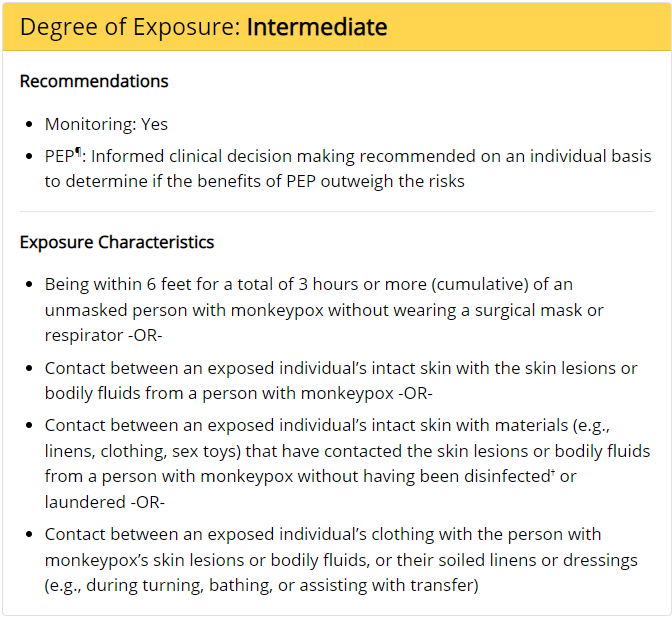 Degree of Exposure: Intermediate
Recommendations
• Monitoring: Yes
• PEP¶: Informed clinical decision making recommended on an individual basis
to determine if the benefits of PEP outweigh the risks
Exposure Characteristics
• Being within 6 feet for a total of 3 hours or more (cumulative) of an
unmasked person with monkeypox without wearing a surgical mask or
respirator -OR-
• Contact between an exposed individual’s intact skin with the skin lesions or
bodily fluids from a person with monkeypox -OR-
• Contact between an exposed individual’s intact skin with materials (e.g.,
linens, clothing, sex toys) that have contacted the skin lesions or bodily fluids
from a person with monkeypox without having been disinfected† or
laundered -OR-
• Contact between an exposed individual’s clothing with the person with
monkeypox’s skin lesions or bodily fluids, or their soiled linens or dressings
(e.g., during turning, bathing, or assisting with transfer)